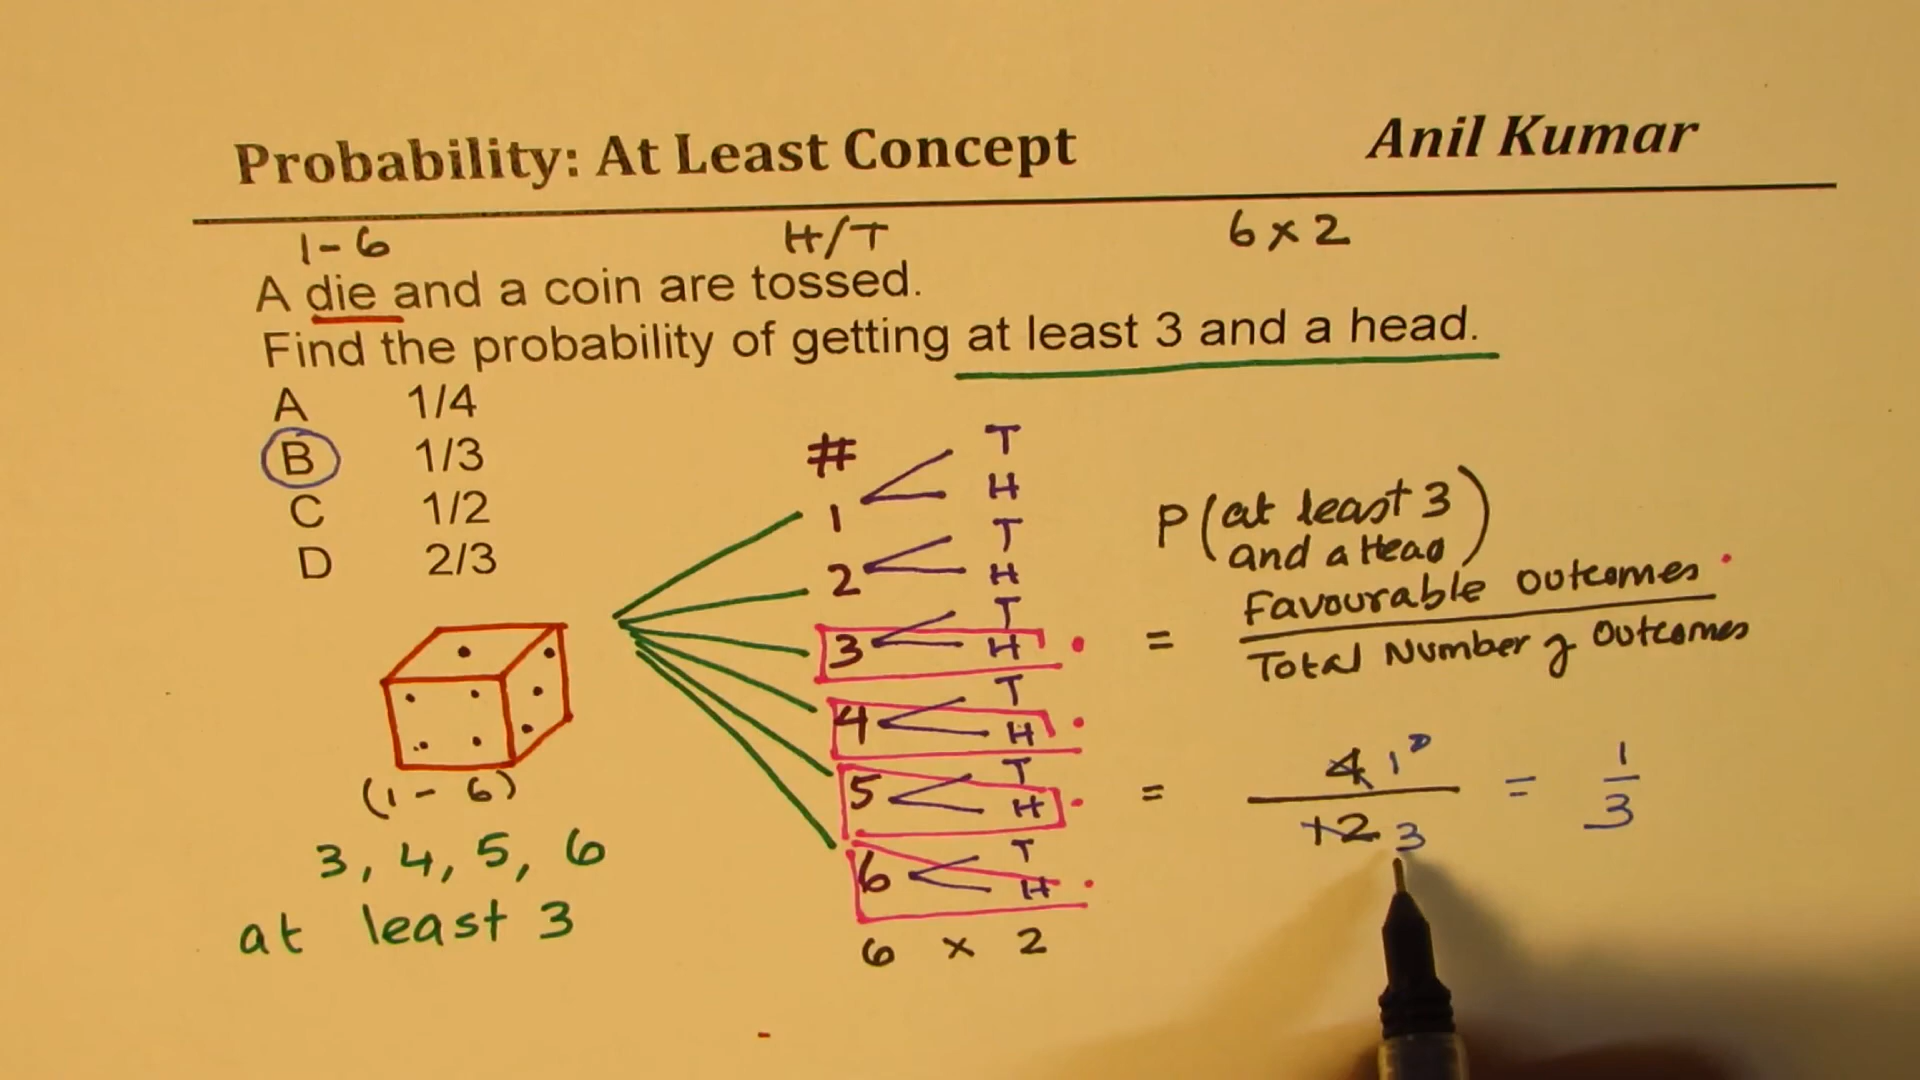 Probability: At Least Concept
Anil Kumar
1-6
H/T
6 x 2
A die and a coin are tossed.
Find the probability of getting at least 3 and a head.
A 1/4
B 1/3
C 1/2
D 2/3
#
1
T
H
2
T
H
3
T
H
4
T
H
5
T
H
6
T
H
6 x 2
(1 - 6)
3, 4, 5, 6
at least 3
P (at least 3
and a Head)
= Favourable outcomes
Total Number of outcomes
= 4 1 = 1
12 3 3